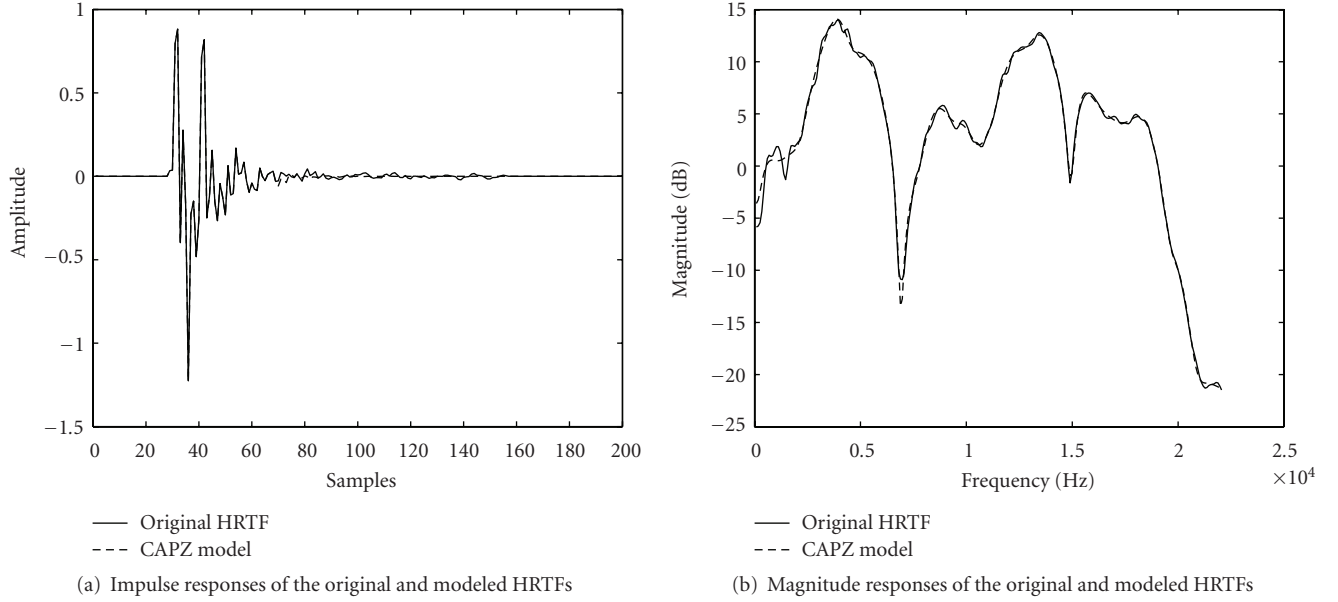 1
0.5
0
−0.5
−1
−1.5
Amplitude
0 20 40 60 80 100 120 140 160 180 200
Samples
Original HRTF
CAPZ model
(a) Impulse responses of the original and modeled HRTFs
15
10
5
0
−5
−10
−15
−20
−25
Magnitude (dB)
0 0.5 1 1.5 2 2.5
×10⁴
Frequency (Hz)
Original HRTF
CAPZ model
(b) Magnitude responses of the original and modeled HRTFs